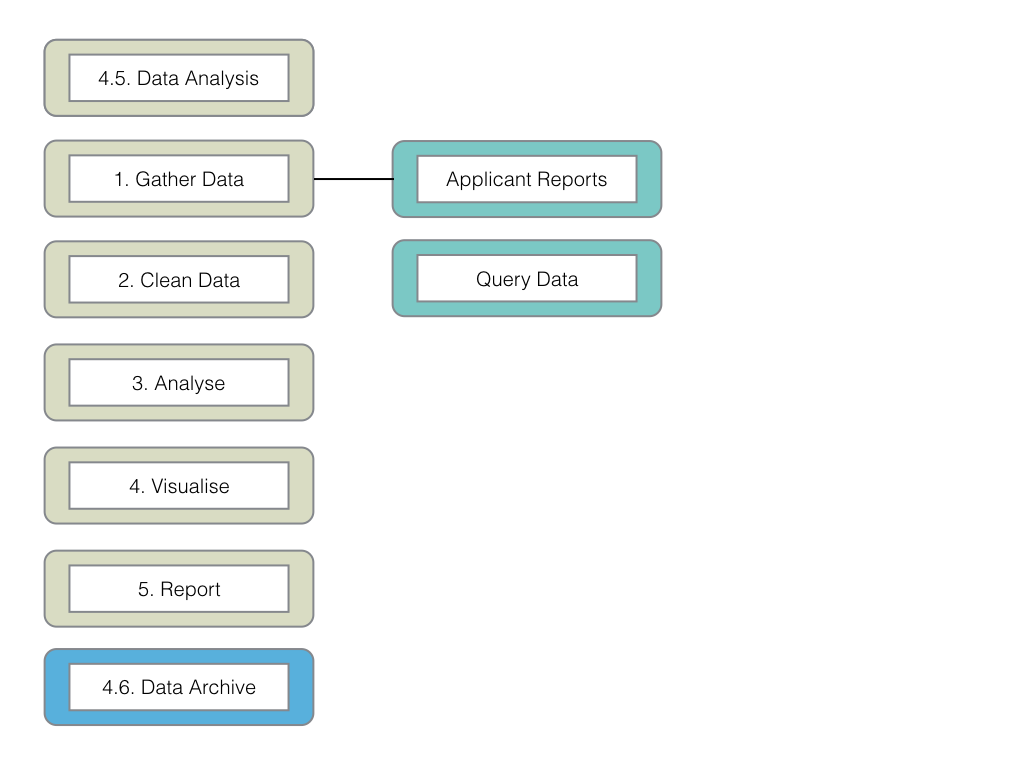 4.5. Data Analysis
1. Gather Data
Applicant Reports
2. Clean Data
Query Data
3. Analyse
4. Visualise
5. Report
4.6. Data Archive